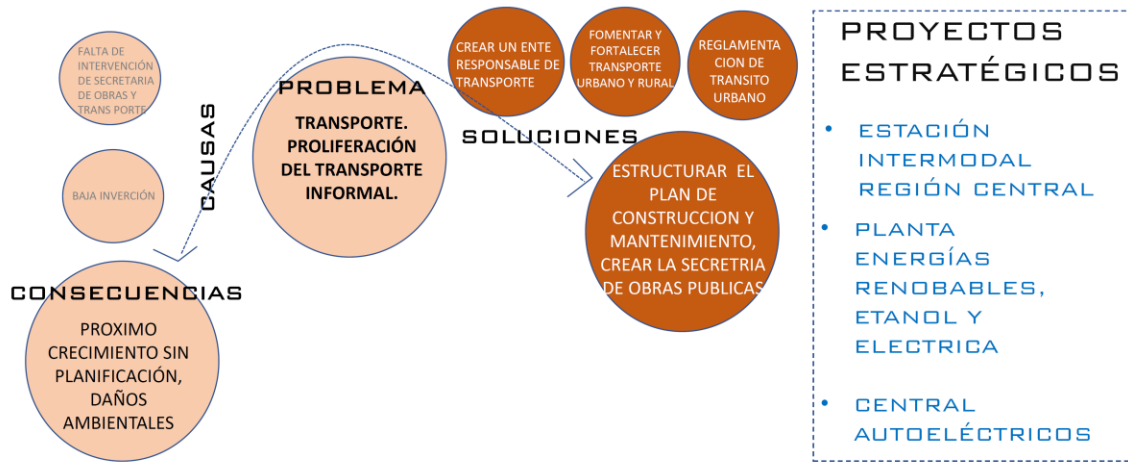 FALTA DE
INTERVENCIÓN
DE SECRETARIA
DE OBRAS Y
TRANS PORTE
BAJA INVERCIÓN
CAUSAS
CONSECUENCIAS
PROXIMO
CRECIMIENTO SIN
PLANIFICACIÓN,
DAÑOS
AMBIENTALES
PROBLEMA
TRANSPORTE.
PROLIFERACIÓN
DEL TRANSPORTE
INFORMAL.
CREAR UN ENTE
RESPONSABLE DE
TRANSPORTE
FOMENTAR Y
FORTALECER
TRANSPORTE
URBANO Y RURAL
REGLAMENTA
CION DE
TRANSITO
URBANO
SOLUCIONES
ESTRUCTURAR EL
PLAN DE
CONSTRUCCION Y
MANTENIMIENTO,
CREAR LA SECRETRIA
DE OBRAS PUBLICAS
PROYECTOS
ESTRATÉGICOS
• ESTACIÓN
INTERMODAL
REGIÓN CENTRAL
• PLANTA
ENERGÍAS
RENOBABLES,
ETANOL Y
ELECTRICA
• CENTRAL
AUTOELÉCTRICOS